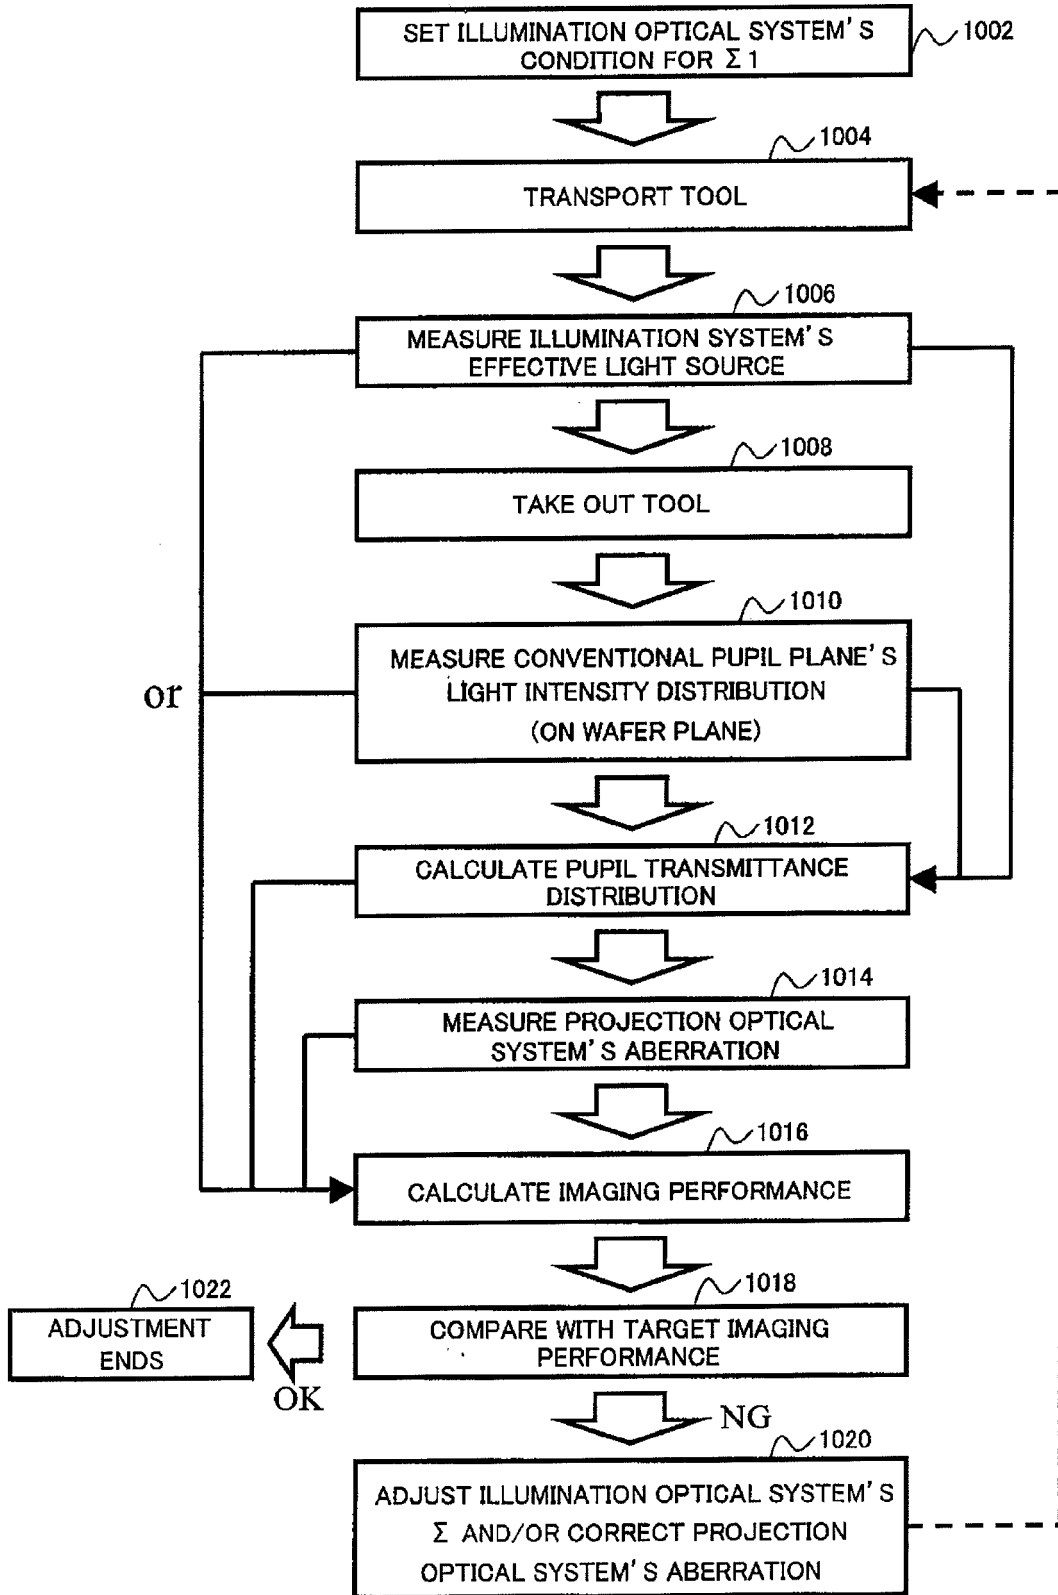 SET ILLUMINATION OPTICAL SYSTEM'S
CONDITION FOR Σ1
1002
1004
TRANSPORT TOOL
1006
MEASURE ILLUMINATION SYSTEM'S
EFFECTIVE LIGHT SOURCE
1008
TAKE OUT TOOL
1010
MEASURE CONVENTIONAL PUPIL PLANE'S
LIGHT INTENSITY DISTRIBUTION
(ON WAFER PLANE)
or
1012
CALCULATE PUPIL TRANSMITTANCE
DISTRIBUTION
1014
MEASURE PROJECTION OPTICAL
SYSTEM'S ABERRATION
1016
CALCULATE IMAGING PERFORMANCE
1018
COMPARE WITH TARGET IMAGING
PERFORMANCE
1022
ADJUSTMENT
ENDS
OK
NG
1020
ADJUST ILLUMINATION OPTICAL SYSTEM'S
Σ AND/OR CORRECT PROJECTION
OPTICAL SYSTEM'S ABERRATION